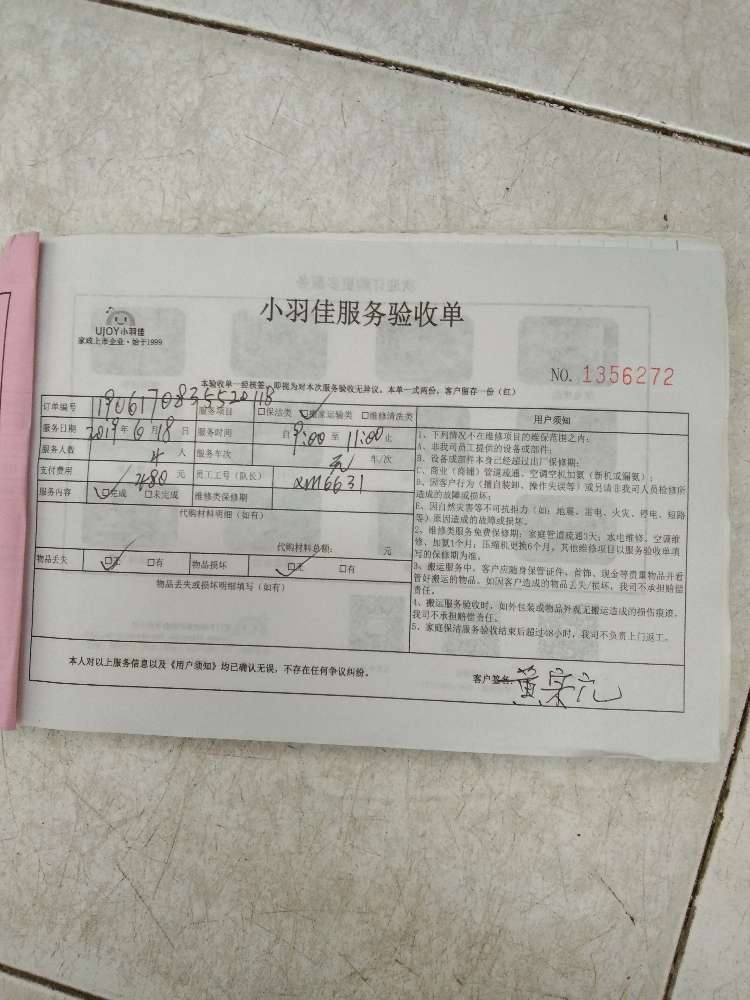 小羽佳服务验收单
UJOY小羽佳
家政上市企业·始于1999
NO. 1356272
本验收单一经核签，即视为对本次服务验收无异议。本单一式两份，客户留存一份（红）
订单编号 190617083552018 服务项目 □保洁类 ☑搬家运输类 □维修清洗类
服务日期 2019年6月18日 服务时间 自9:00至11:00止
服务人数 4人 服务车次 车/次
支付费用 480元 员工工号（队长） XM6631
服务内容 ☑完成 □未完成 维修类保修期
代购材料明细（如有）
代购材料总额： 元
物品丢失 ☑无 □有 物品损坏 ☑无 □有
物品丢失或损坏明细填写（如有）
用户须知
1、下列情况不在维修项目的维保范围之内：
A、非我司员工提供的设备或部件；
B、设备或部件本身已经超过出厂保修期；
C、商业（商铺）管道疏通、空调空机加氨（新机或漏氨）；
D、因客户行为（擅自装卸、操作失误等）或另请非我司人员检修所
造成的故障或损坏；
E、因自然灾害等不可抗拒力（如：地震、雷电、火灾、停电、短路
等）原因造成的故障或损坏。
2、维修类服务免费保修期：家庭管道疏通3天；水电维修、空调维
修、加氨1个月，压缩机更换6个月，其他维修项目以服务验收单填
写的保修期为准。
3、搬运服务中，客户应随身保管证件、首饰、现金等贵重物品并看
管好搬运的物品。如因客户造成的物品丢失/损坏，我司不承担赔偿
责任。
4、搬运服务验收时，如外包装或物品外观无搬运造成的损伤痕迹，
我司不承担赔偿责任。
5、家庭保洁服务验收结束后超过48小时，我司不负责上门返工。
本人对以上服务信息以及《用户须知》均已确认无误，不存在任何争议纠纷。
客户签名：黄